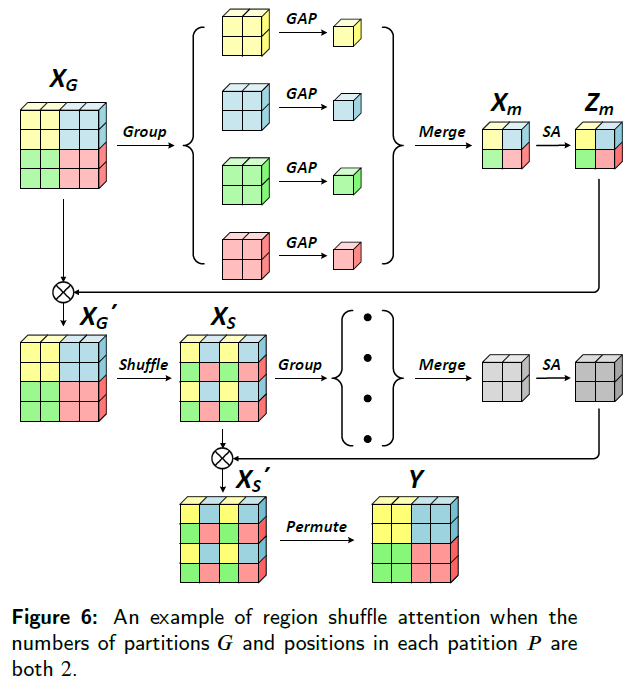 GAP
X_G
GAP
X_m
Z_m
Group
Merge
SA
GAP
GAP
X_G′
X_S
Shuffle
Group
Merge
SA
X_S′
Y
Permute
Figure 6: An example of region shuffle attention when the
numbers of partitions G and positions in each patition P are
both 2.